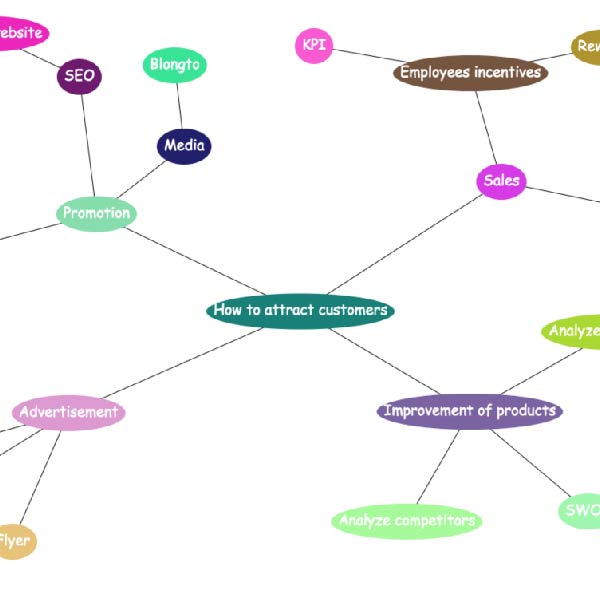 ebsite
KPI
Rew
SEO
Blongto
Employees incentives
Media
Sales
Promotion
How to attract customers
Analyze
Advertisement
Improvement of products
SWO
Analyze competitors
Flyer